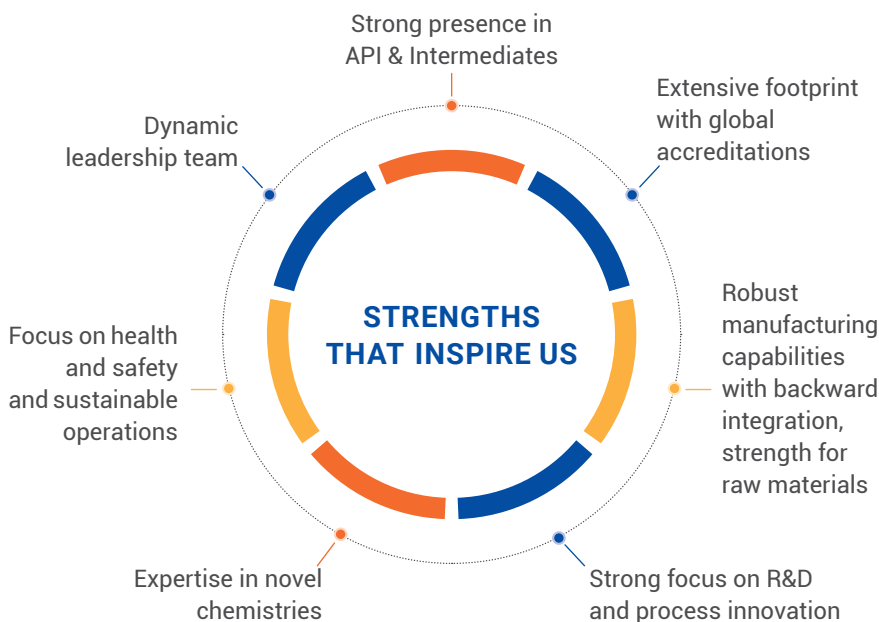 Strong presence in
API & Intermediates
Extensive footprint
with global
accreditations
Robust
manufacturing
capabilities
with backward
integration,
strength for
raw materials
Strong focus on R&D
and process innovation
Expertise in novel
chemistries
Focus on health
and safety
and sustainable
operations
Dynamic
leadership team
STRENGTHS
THAT INSPIRE US